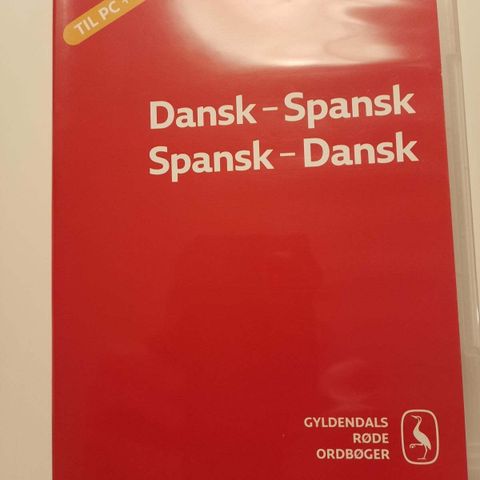 TIL PC
Dansk – Spansk
Spansk – Dansk
GYLDENDALS
RØDE
ORDBØGER